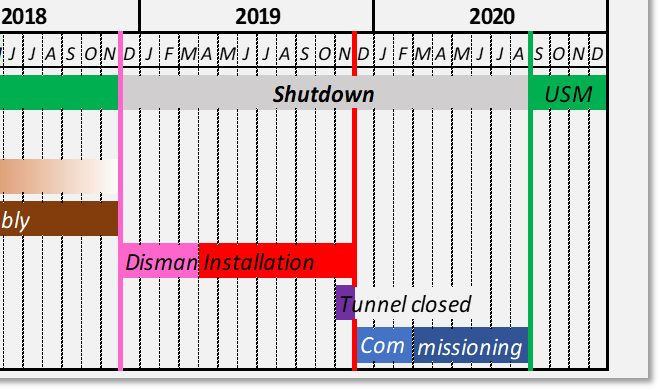 2018 2019 2020
J J A S O N D J F M A M J J A S O N D J F M A M J J A S O N D
Shutdown USM
bly
Disman Installation
Tunnel closed
Com missioning